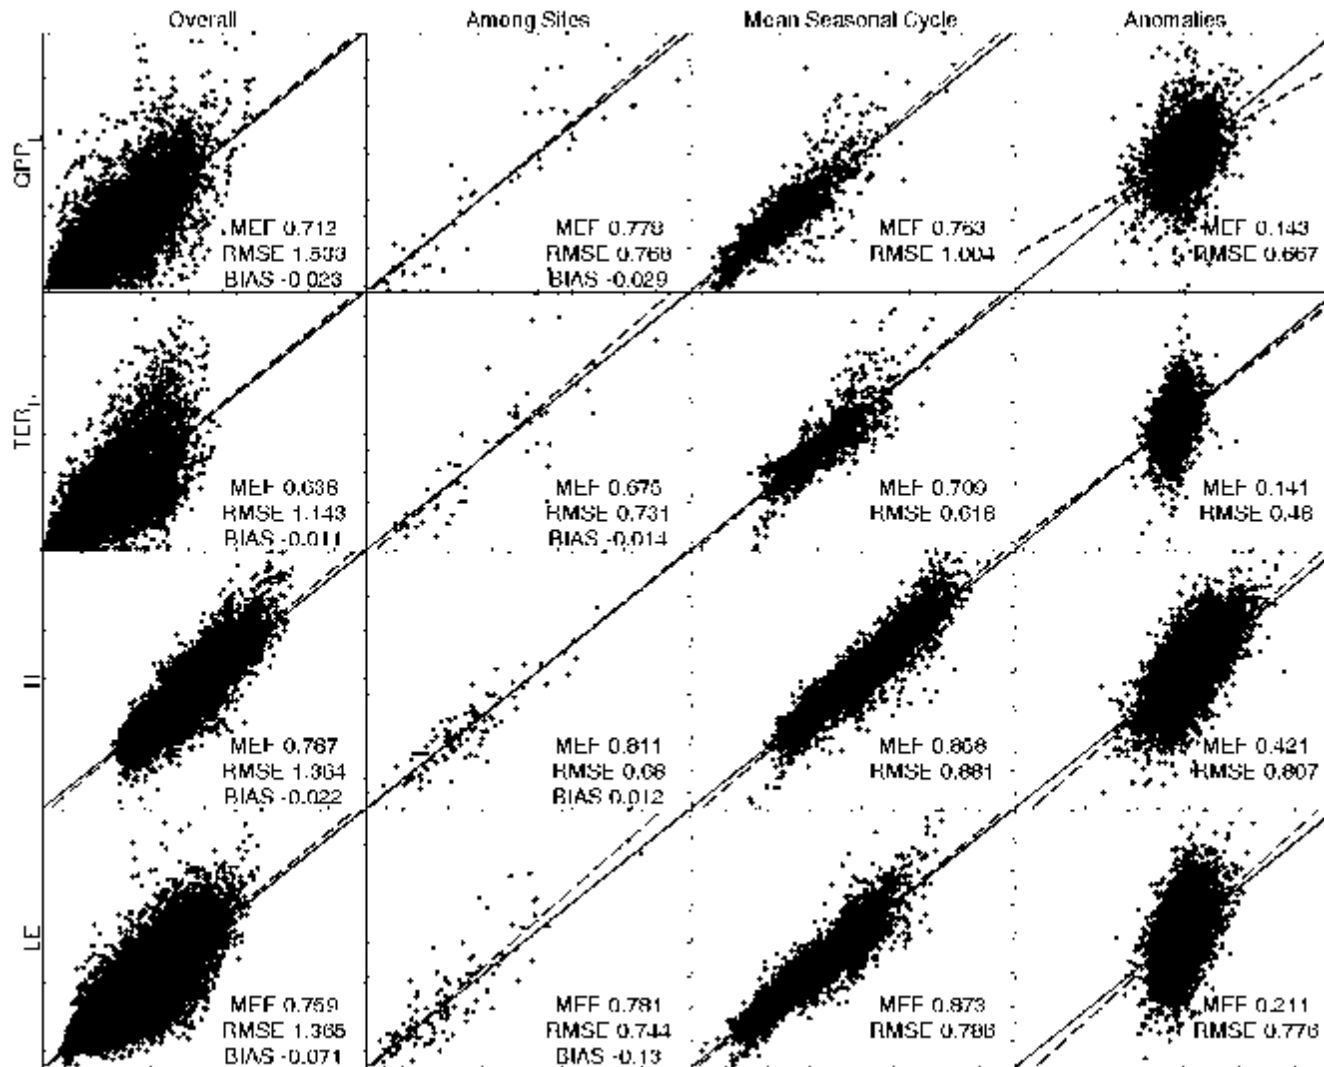 Overall
Among Sites
Mean Seasonal Cycle
Anomalies
MEF 0.712
RMSE 1.503
BIAS -0.023
MEF 0.778
RMSE 0.768
BIAS -0.029
MEF 0.763
RMSE 1.004
MEF 0.143
RMSE 0.667
MEF 0.638
RMSE 1.143
BIAS -0.011
MEF 0.675
RMSE 0.731
BIAS -0.014
MEF 0.709
RMSE 0.618
MEF 0.141
RMSE 0.48
MEF 0.787
RMSE 1.364
BIAS -0.022
MEF 0.811
RMSE 0.68
BIAS 0.012
MEF 0.858
RMSE 0.881
MEF 0.421
RMSE 0.807
LE
MEF 0.759
RMSE 1.365
BIAS -0.071
MEF 0.781
RMSE 0.744
BIAS -0.13
MEF 0.873
RMSE 0.786
MEF 0.211
RMSE 0.776